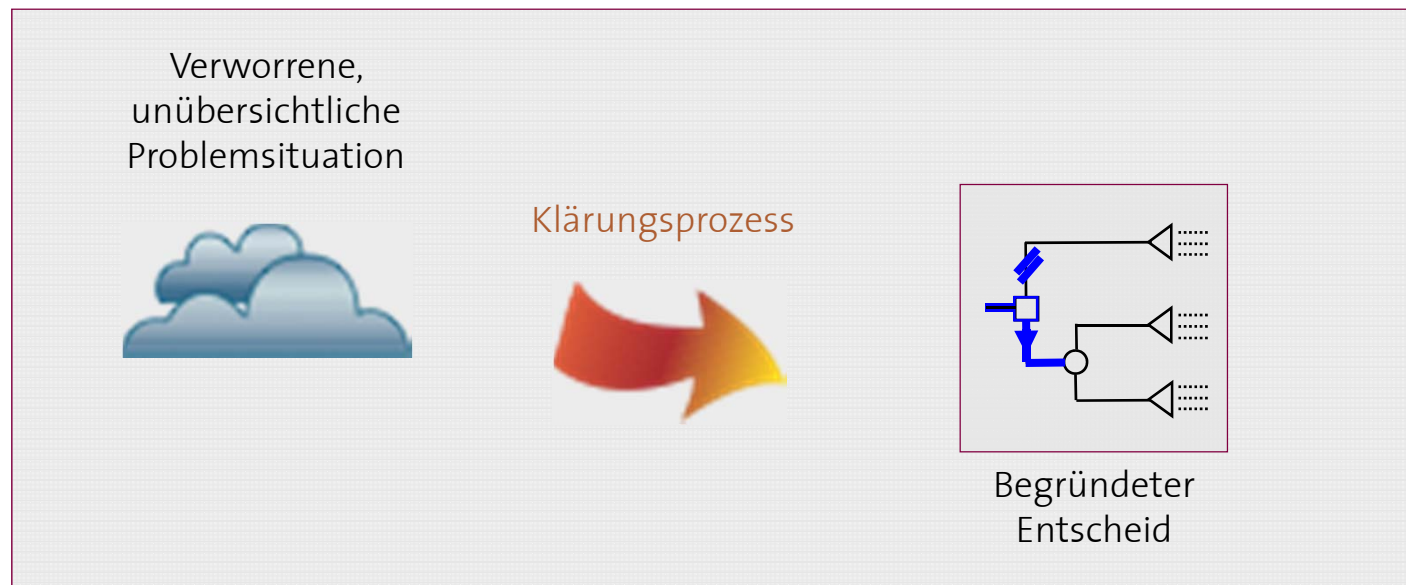 Verworrene,
unübersichtliche
Problemsituation
Klärungsprozess
Begründeter
Entscheid